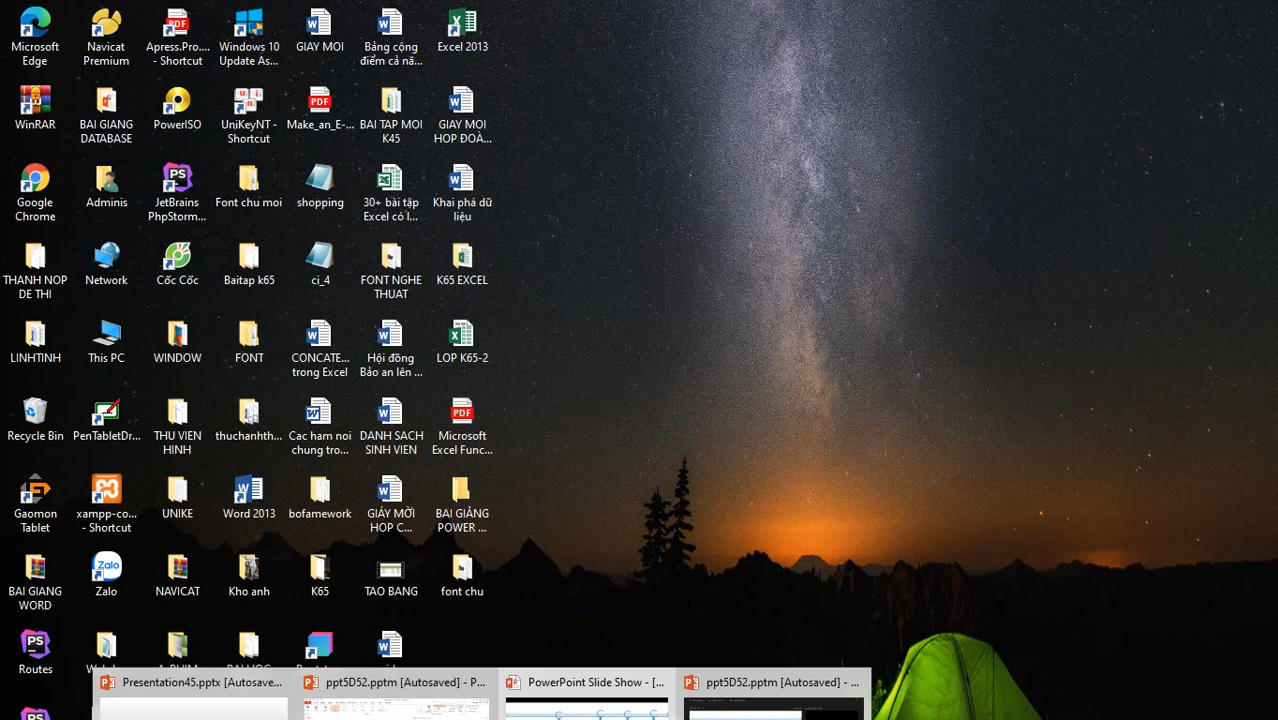 Microsoft Edge
Navicat Premium
Apress.Pro.... - Shortcut
Windows 10 Update As...
GIAY MOI
Bảng cộng điểm cả nă...
Excel 2013
WinRAR
BAI GIANG DATABASE
PowerISO
UniKeyNT - Shortcut
Make_an_E-...
BAI TAP MOI K45
GIAY MOI HOP ĐOÀ...
Google Chrome
Adminis
JetBrains PhpStorm...
Font chu moi
shopping
30+ bài tập Excel có l...
Khai phá dữ liệu
THANH NOP DE THI
Network
Cốc Cốc
Baitap k65
ci_4
FONT NGHE THUAT
K65 EXCEL
LINHTINH
This PC
WINDOW
FONT
CONCATE... trong Excel
Hội đồng Bảo an lên ...
LOP K65-2
Recycle Bin
PenTabletDr...
THU VIEN HINH
thuchanhth...
Cac ham noi chung tro...
DANH SACH SINH VIEN
Microsoft Excel Func...
Gaomon Tablet
xampp-co... - Shortcut
UNIKE
Word 2013
bofamework
GIẤY MỜI HOP C...
BAI GIẢNG POWER ...
BAI GIANG WORD
Zalo
NAVICAT
Kho anh
K65
TAO BANG
font chu
Routes
Presentation45.pptx [Autosave...
ppt5D52.pptm [Autosaved] - P...
PowerPoint Slide Show - [...
ppt5D52.pptm [Autosaved] - ...